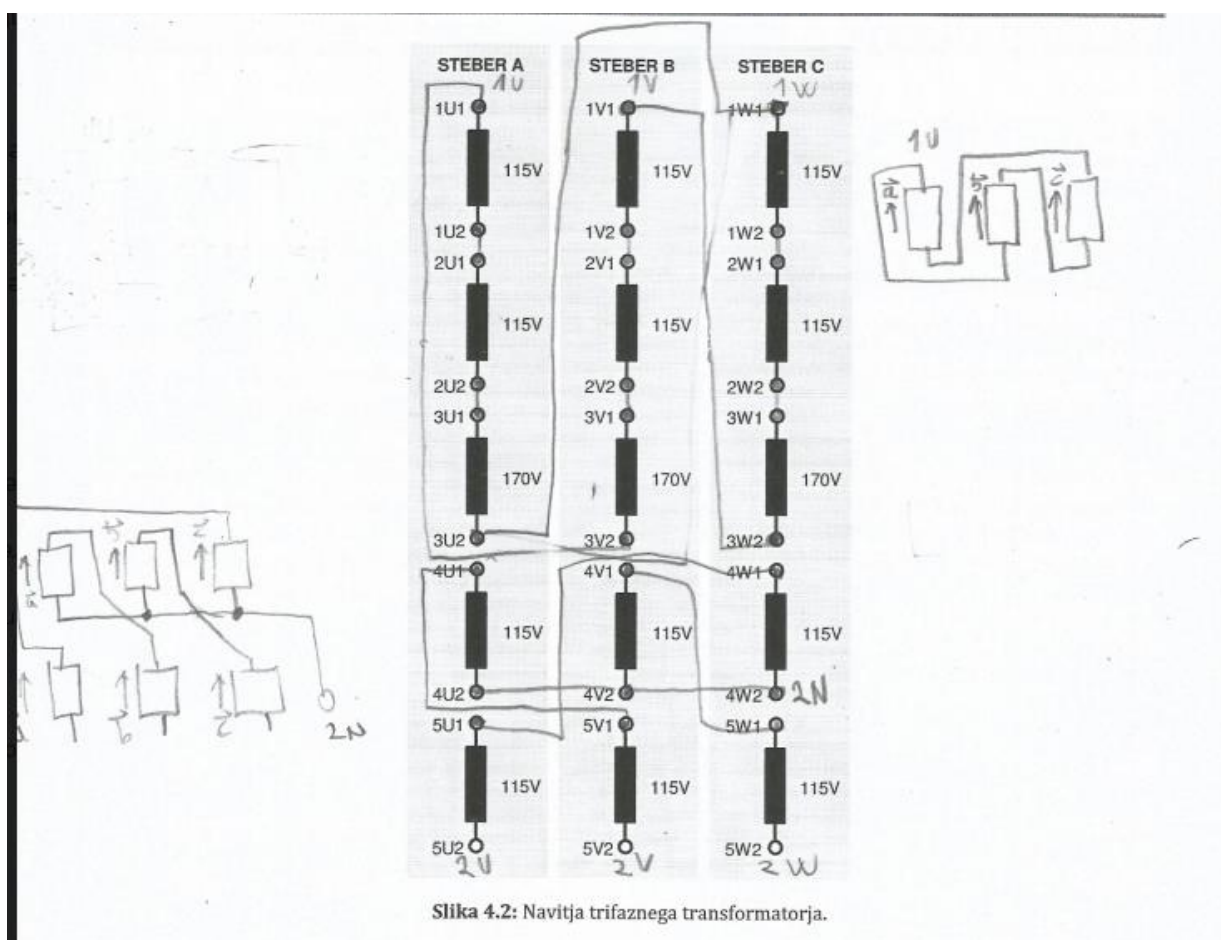 STEBER A STEBER B STEBER C
1U 1V 1W
1U1 1V1 1W1
115V 115V 115V
1U2 1V2 1W2
2U1 2V1 2W1
115V 115V 115V
2U2 2V2 2W2
3U1 3V1 3W1
170V 170V 170V
3U2 3V2 3W2
4U1 4V1 4W1
115V 115V 115V
4U2 4V2 4W2 2N
5U1 5V1 5W1
115V 115V 115V
5U2 5V2 5W2
2V 2W
1U
2N
Slika 4.2: Navitja trifaznega transformatorja.